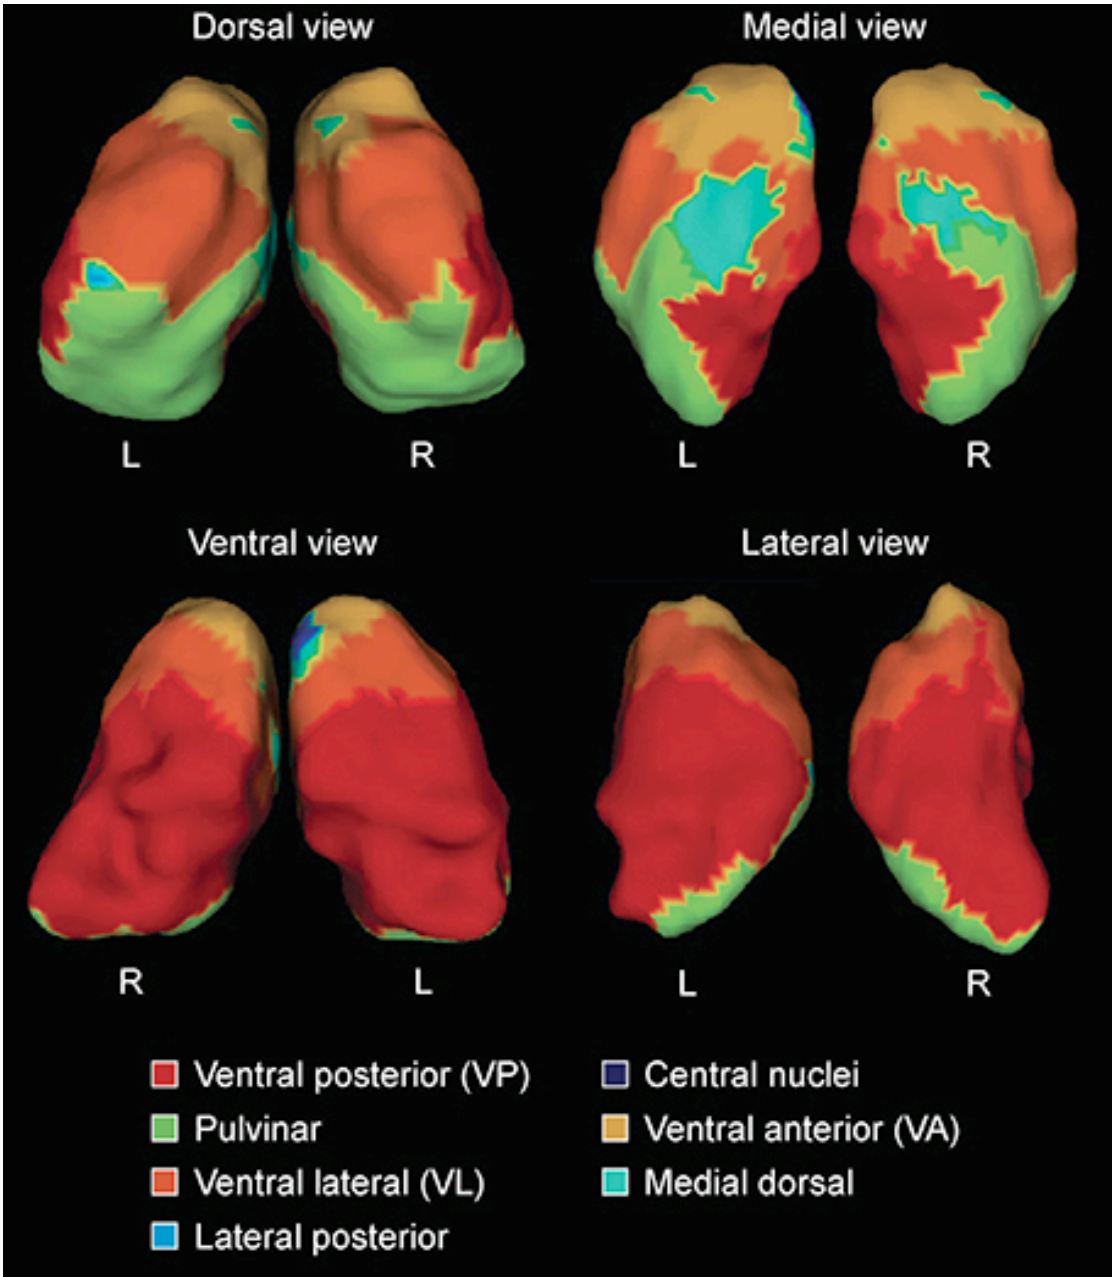 Dorsal view
Medial view
L
R
L
R
Ventral view
Lateral view
R
L
L
R
Ventral posterior (VP)
Pulvinar
Ventral lateral (VL)
Lateral posterior
Central nuclei
Ventral anterior (VA)
Medial dorsal